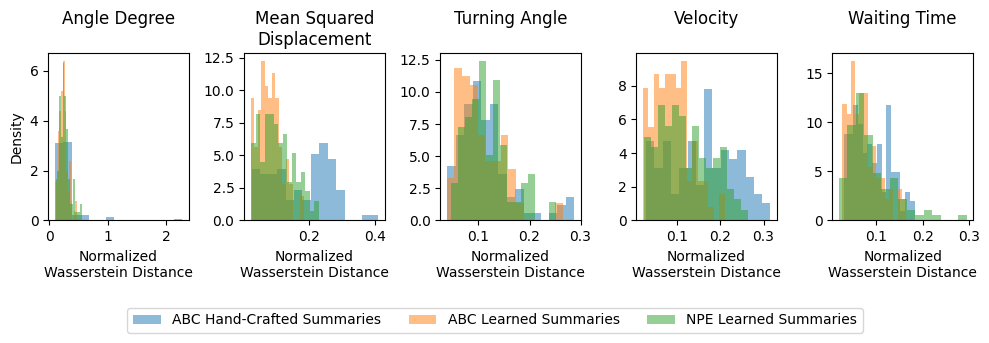 Angle Degree
Mean Squared
Displacement
Turning Angle
Velocity
Waiting Time
Density
0
2
4
6
0 1 2
Normalized
Wasserstein Distance
0.0
2.5
5.0
7.5
10.0
12.5
0.2 0.4
Normalized
Wasserstein Distance
0.0
2.5
5.0
7.5
10.0
12.5
0.1 0.2 0.3
Normalized
Wasserstein Distance
0
2
4
6
8
0.1 0.2 0.3
Normalized
Wasserstein Distance
0
5
10
15
0.1 0.2 0.3
Normalized
Wasserstein Distance
ABC Hand-Crafted Summaries
ABC Learned Summaries
NPE Learned Summaries